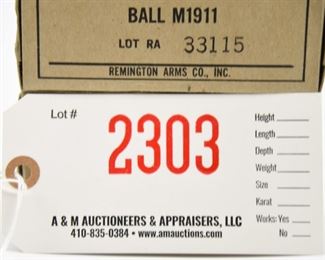 BALL M1911
LOT RA 33115
REMINGTON ARMS CO., INC.
Lot #
2303
Height
Length
Depth
Weight
Size
Karat
Works: Yes
No
A & M AUCTIONEERS & APPRAISERS, LLC
410-835-0384 • www.amauctions.com